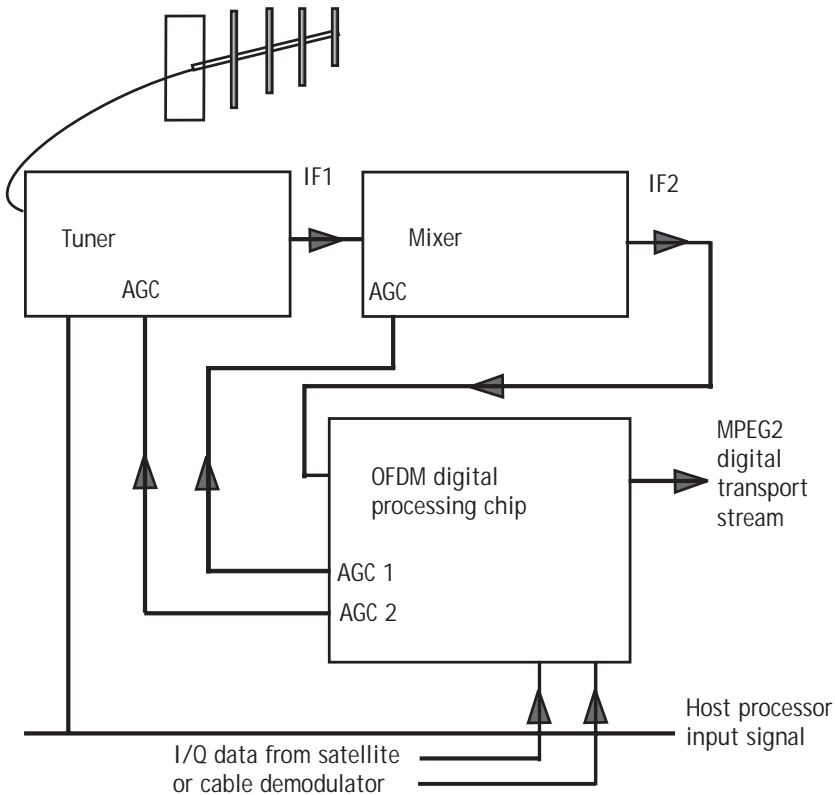 IF1
IF2
Tuner
Mixer
AGC
AGC
OFDM digital
processing chip
MPEG2
digital
transport
stream
AGC 1
AGC 2
Host processor
input signal
I/Q data from satellite
or cable demodulator